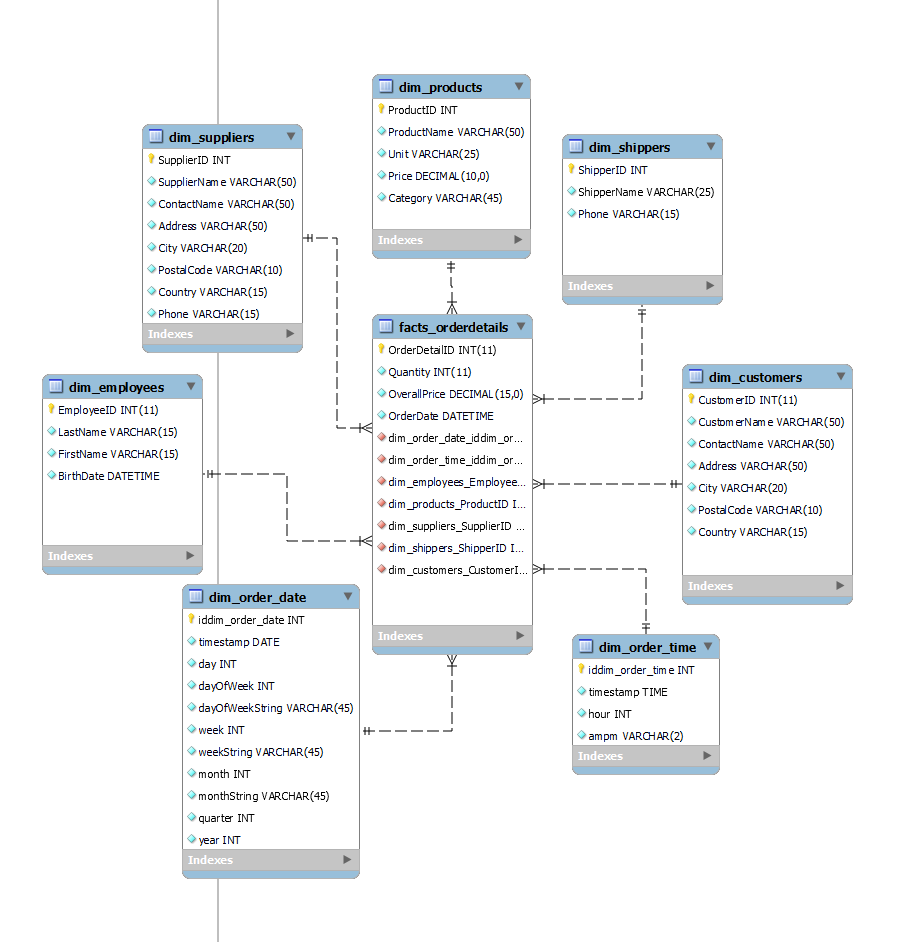 dim_products
ProductID INT
ProductName VARCHAR(50)
Unit VARCHAR(25)
Price DECIMAL(10,0)
Category VARCHAR(45)
Indexes
dim_suppliers
SupplierID INT
SupplierName VARCHAR(50)
ContactName VARCHAR(50)
Address VARCHAR(50)
City VARCHAR(20)
PostalCode VARCHAR(10)
Country VARCHAR(15)
Phone VARCHAR(15)
Indexes
dim_shippers
ShipperID INT
ShipperName VARCHAR(25)
Phone VARCHAR(15)
Indexes
facts_orderdetails
OrderDetailID INT(11)
Quantity INT(11)
OverallPrice DECIMAL(15,0)
OrderDate DATETIME
dim_order_date_iddim_or...
dim_order_time_iddim_or...
dim_employees_Employee...
dim_products_ProductID I...
dim_suppliers_SupplierID ...
dim_shippers_ShipperID I...
dim_customers_CustomerI...
Indexes
dim_employees
EmployeeID INT(11)
LastName VARCHAR(15)
FirstName VARCHAR(15)
BirthDate DATETIME
Indexes
dim_customers
CustomerID INT(11)
CustomerName VARCHAR(50)
ContactName VARCHAR(50)
Address VARCHAR(50)
City VARCHAR(20)
PostalCode VARCHAR(10)
Country VARCHAR(15)
Indexes
dim_order_date
iddim_order_date INT
timestamp DATE
day INT
dayOfWeek INT
dayOfWeekString VARCHAR(45)
week INT
weekString VARCHAR(45)
month INT
monthString VARCHAR(45)
quarter INT
year INT
Indexes
dim_order_time
iddim_order_time INT
timestamp TIME
hour INT
ampm VARCHAR(2)
Indexes